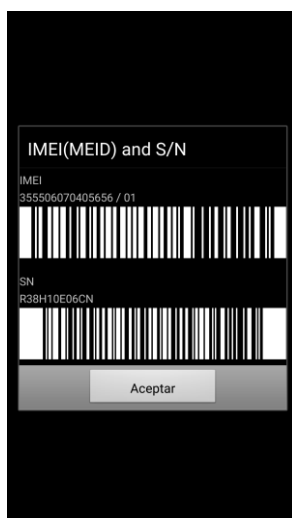 IMEI(MEID) and S/N
IMEI
355506070405656 / 01
SN
R38H10E06CN
Aceptar